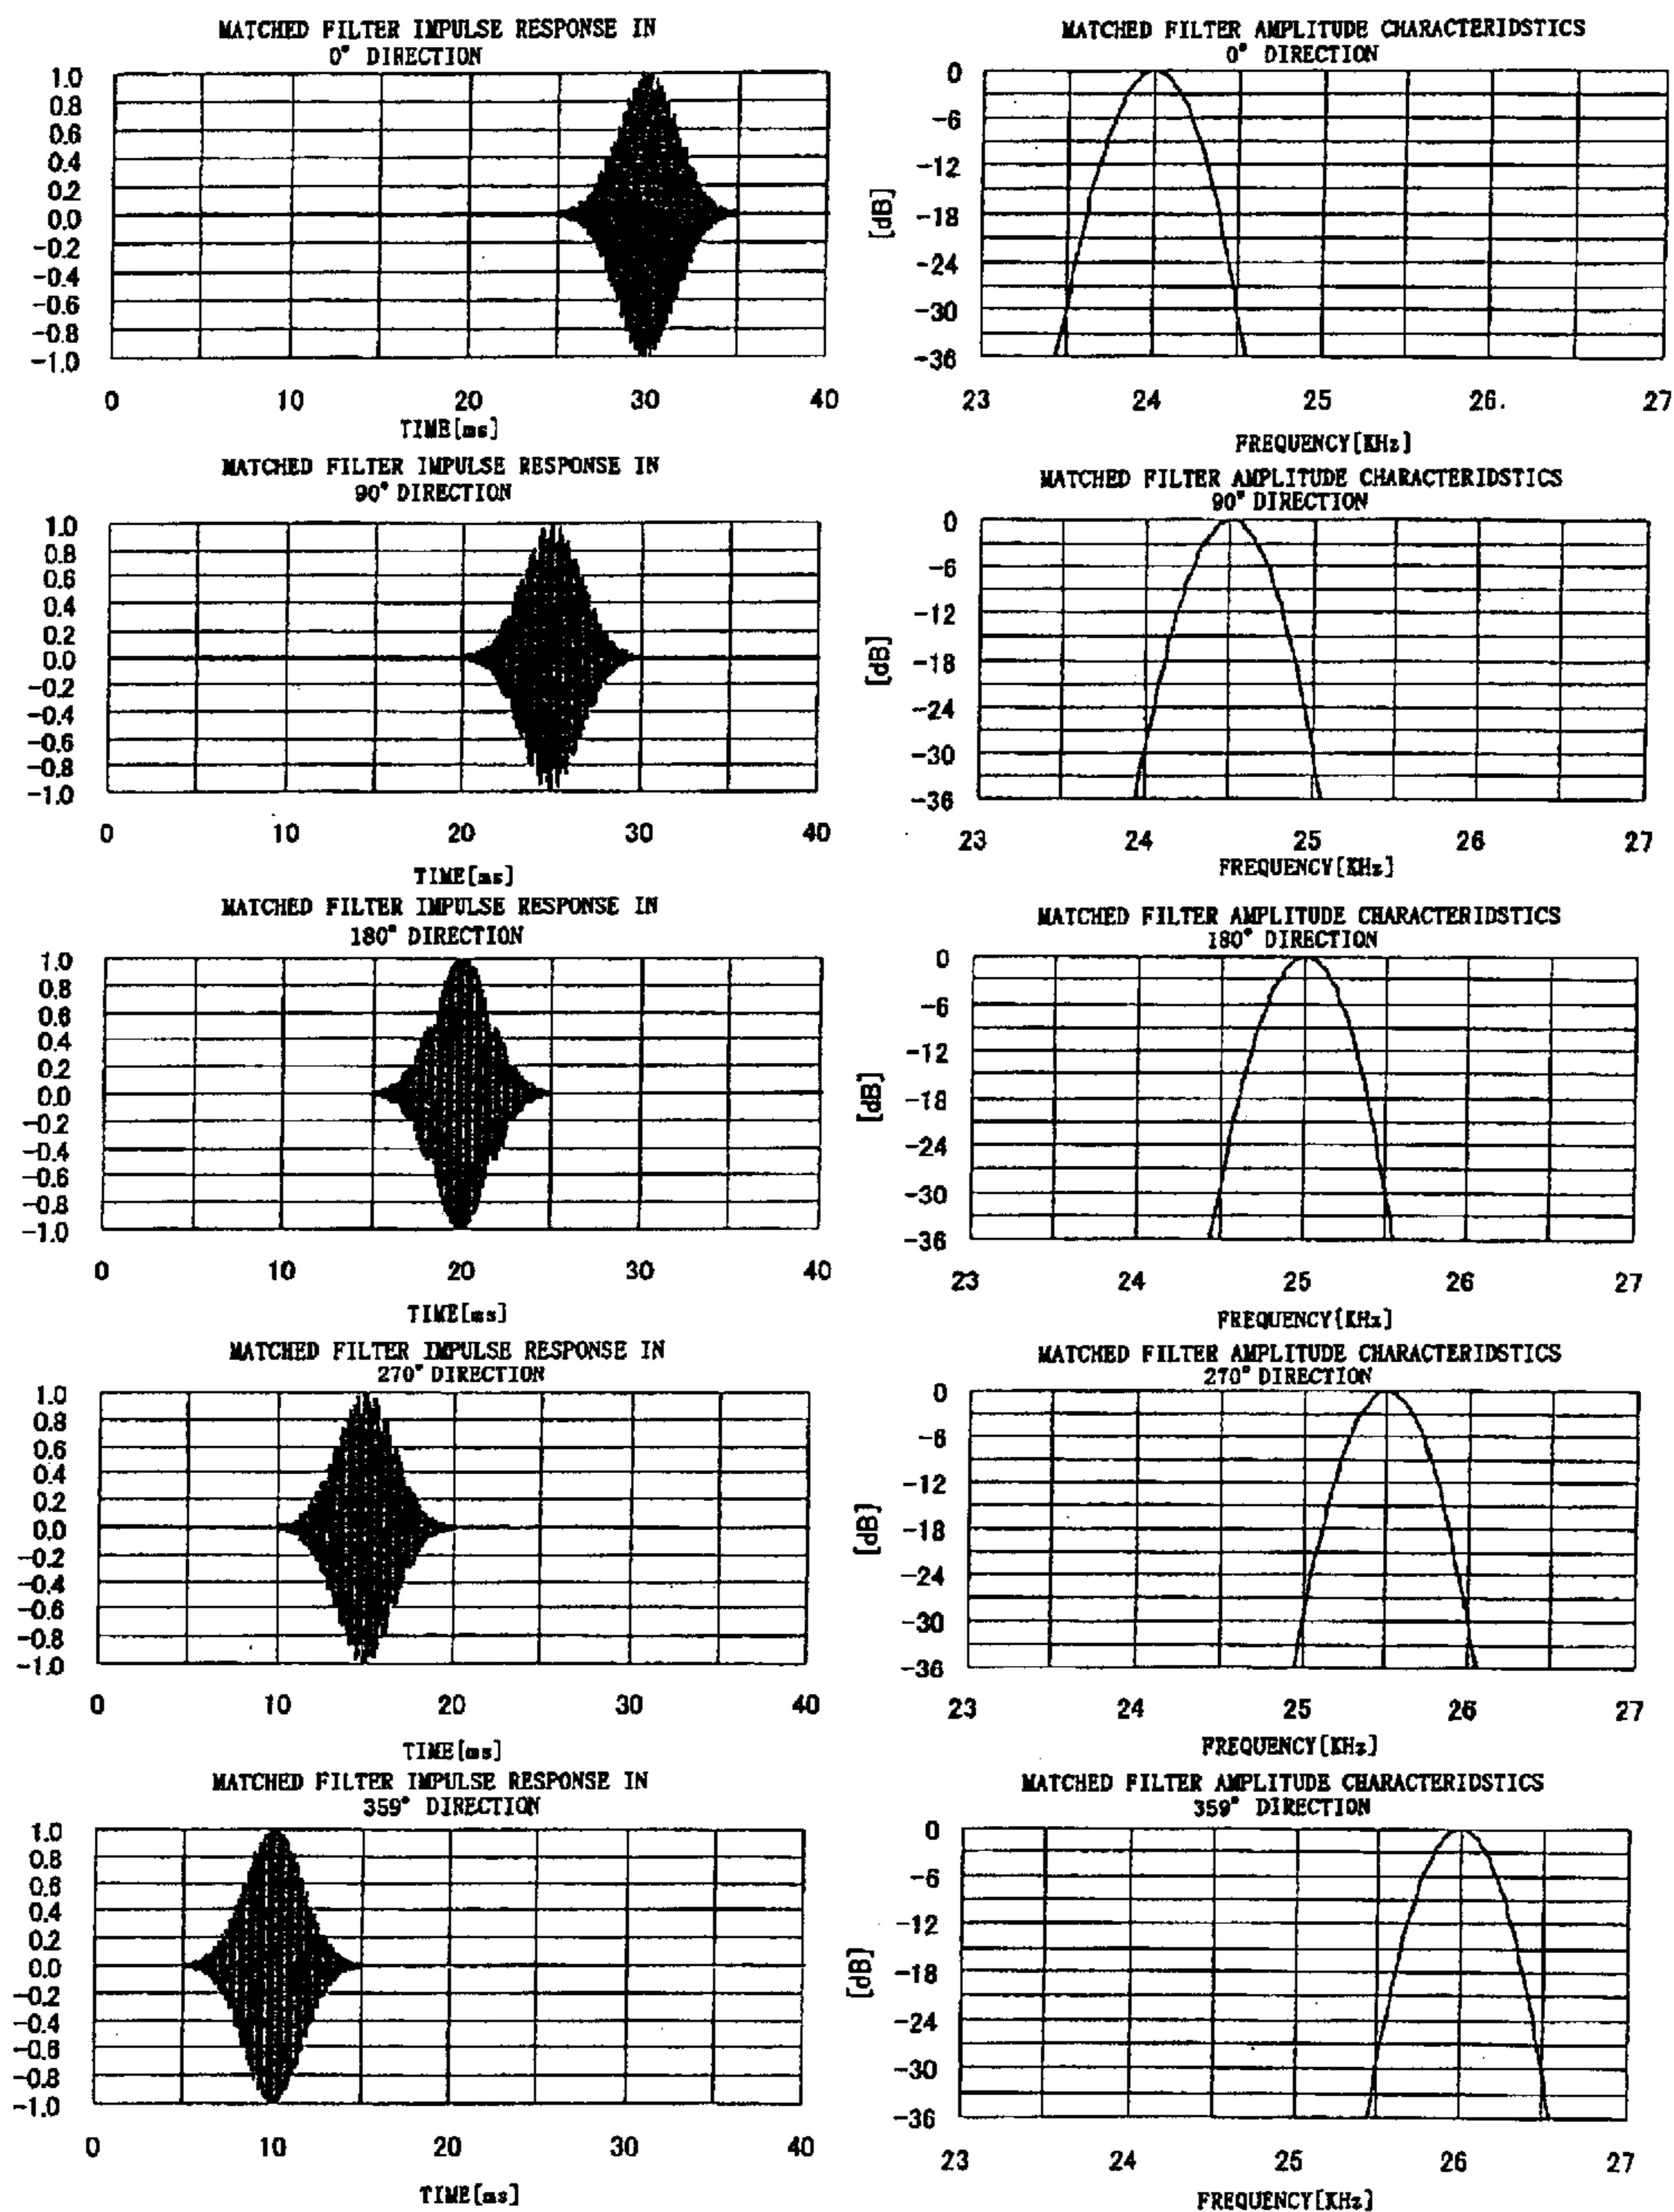 MATCHED FILTER IMPULSE RESPONSE IN
0° DIRECTION
1.0
0.8
0.6
0.4
0.2
0.0
-0.2
-0.4
-0.6
-0.8
-1.0
0 10 20 30 40
TIME[ms]
MATCHED FILTER AMPLITUDE CHARACTERIDSTICS
0° DIRECTION
0
-6
-12
-18
-24
-30
-36
[dB]
23 24 25 26. 27
FREQUENCY[KHz]
MATCHED FILTER IMPULSE RESPONSE IN
90° DIRECTION
1.0
0.8
0.6
0.4
0.2
0.0
-0.2
-0.4
-0.6
-0.8
-1.0
0 10 20 30 40
TIME[ms]
MATCHED FILTER AMPLITUDE CHARACTERIDSTICS
90° DIRECTION
0
-6
-12
-18
-24
-30
-36
[dB]
23 24 25 26 27
FREQUENCY[KHz]
MATCHED FILTER IMPULSE RESPONSE IN
180° DIRECTION
1.0
0.8
0.6
0.4
0.2
0.0
-0.2
-0.4
-0.6
-0.8
-1.0
0 10 20 30 40
TIME[ms]
MATCHED FILTER AMPLITUDE CHARACTERIDSTICS
180° DIRECTION
0
-6
-12
-18
-24
-30
-36
[dB]
23 24 25 26 27
FREQUENCY[KHz]
MATCHED FILTER IMPULSE RESPONSE IN
270° DIRECTION
1.0
0.8
0.6
0.4
0.2
0.0
-0.2
-0.4
-0.6
-0.8
-1.0
0 10 20 30 40
TIME[ms]
MATCHED FILTER AMPLITUDE CHARACTERIDSTICS
270° DIRECTION
0
-6
-12
-18
-24
-30
-36
[dB]
23 24 25 26 27
FREQUENCY[KHz]
MATCHED FILTER IMPULSE RESPONSE IN
359° DIRECTION
1.0
0.8
0.6
0.4
0.2
0.0
-0.2
-0.4
-0.6
-0.8
-1.0
0 10 20 30 40
TIME[ms]
MATCHED FILTER AMPLITUDE CHARACTERIDSTICS
359° DIRECTION
0
-6
-12
-18
-24
-30
-36
[dB]
23 24 25 26 27
FREQUENCY[KHz]